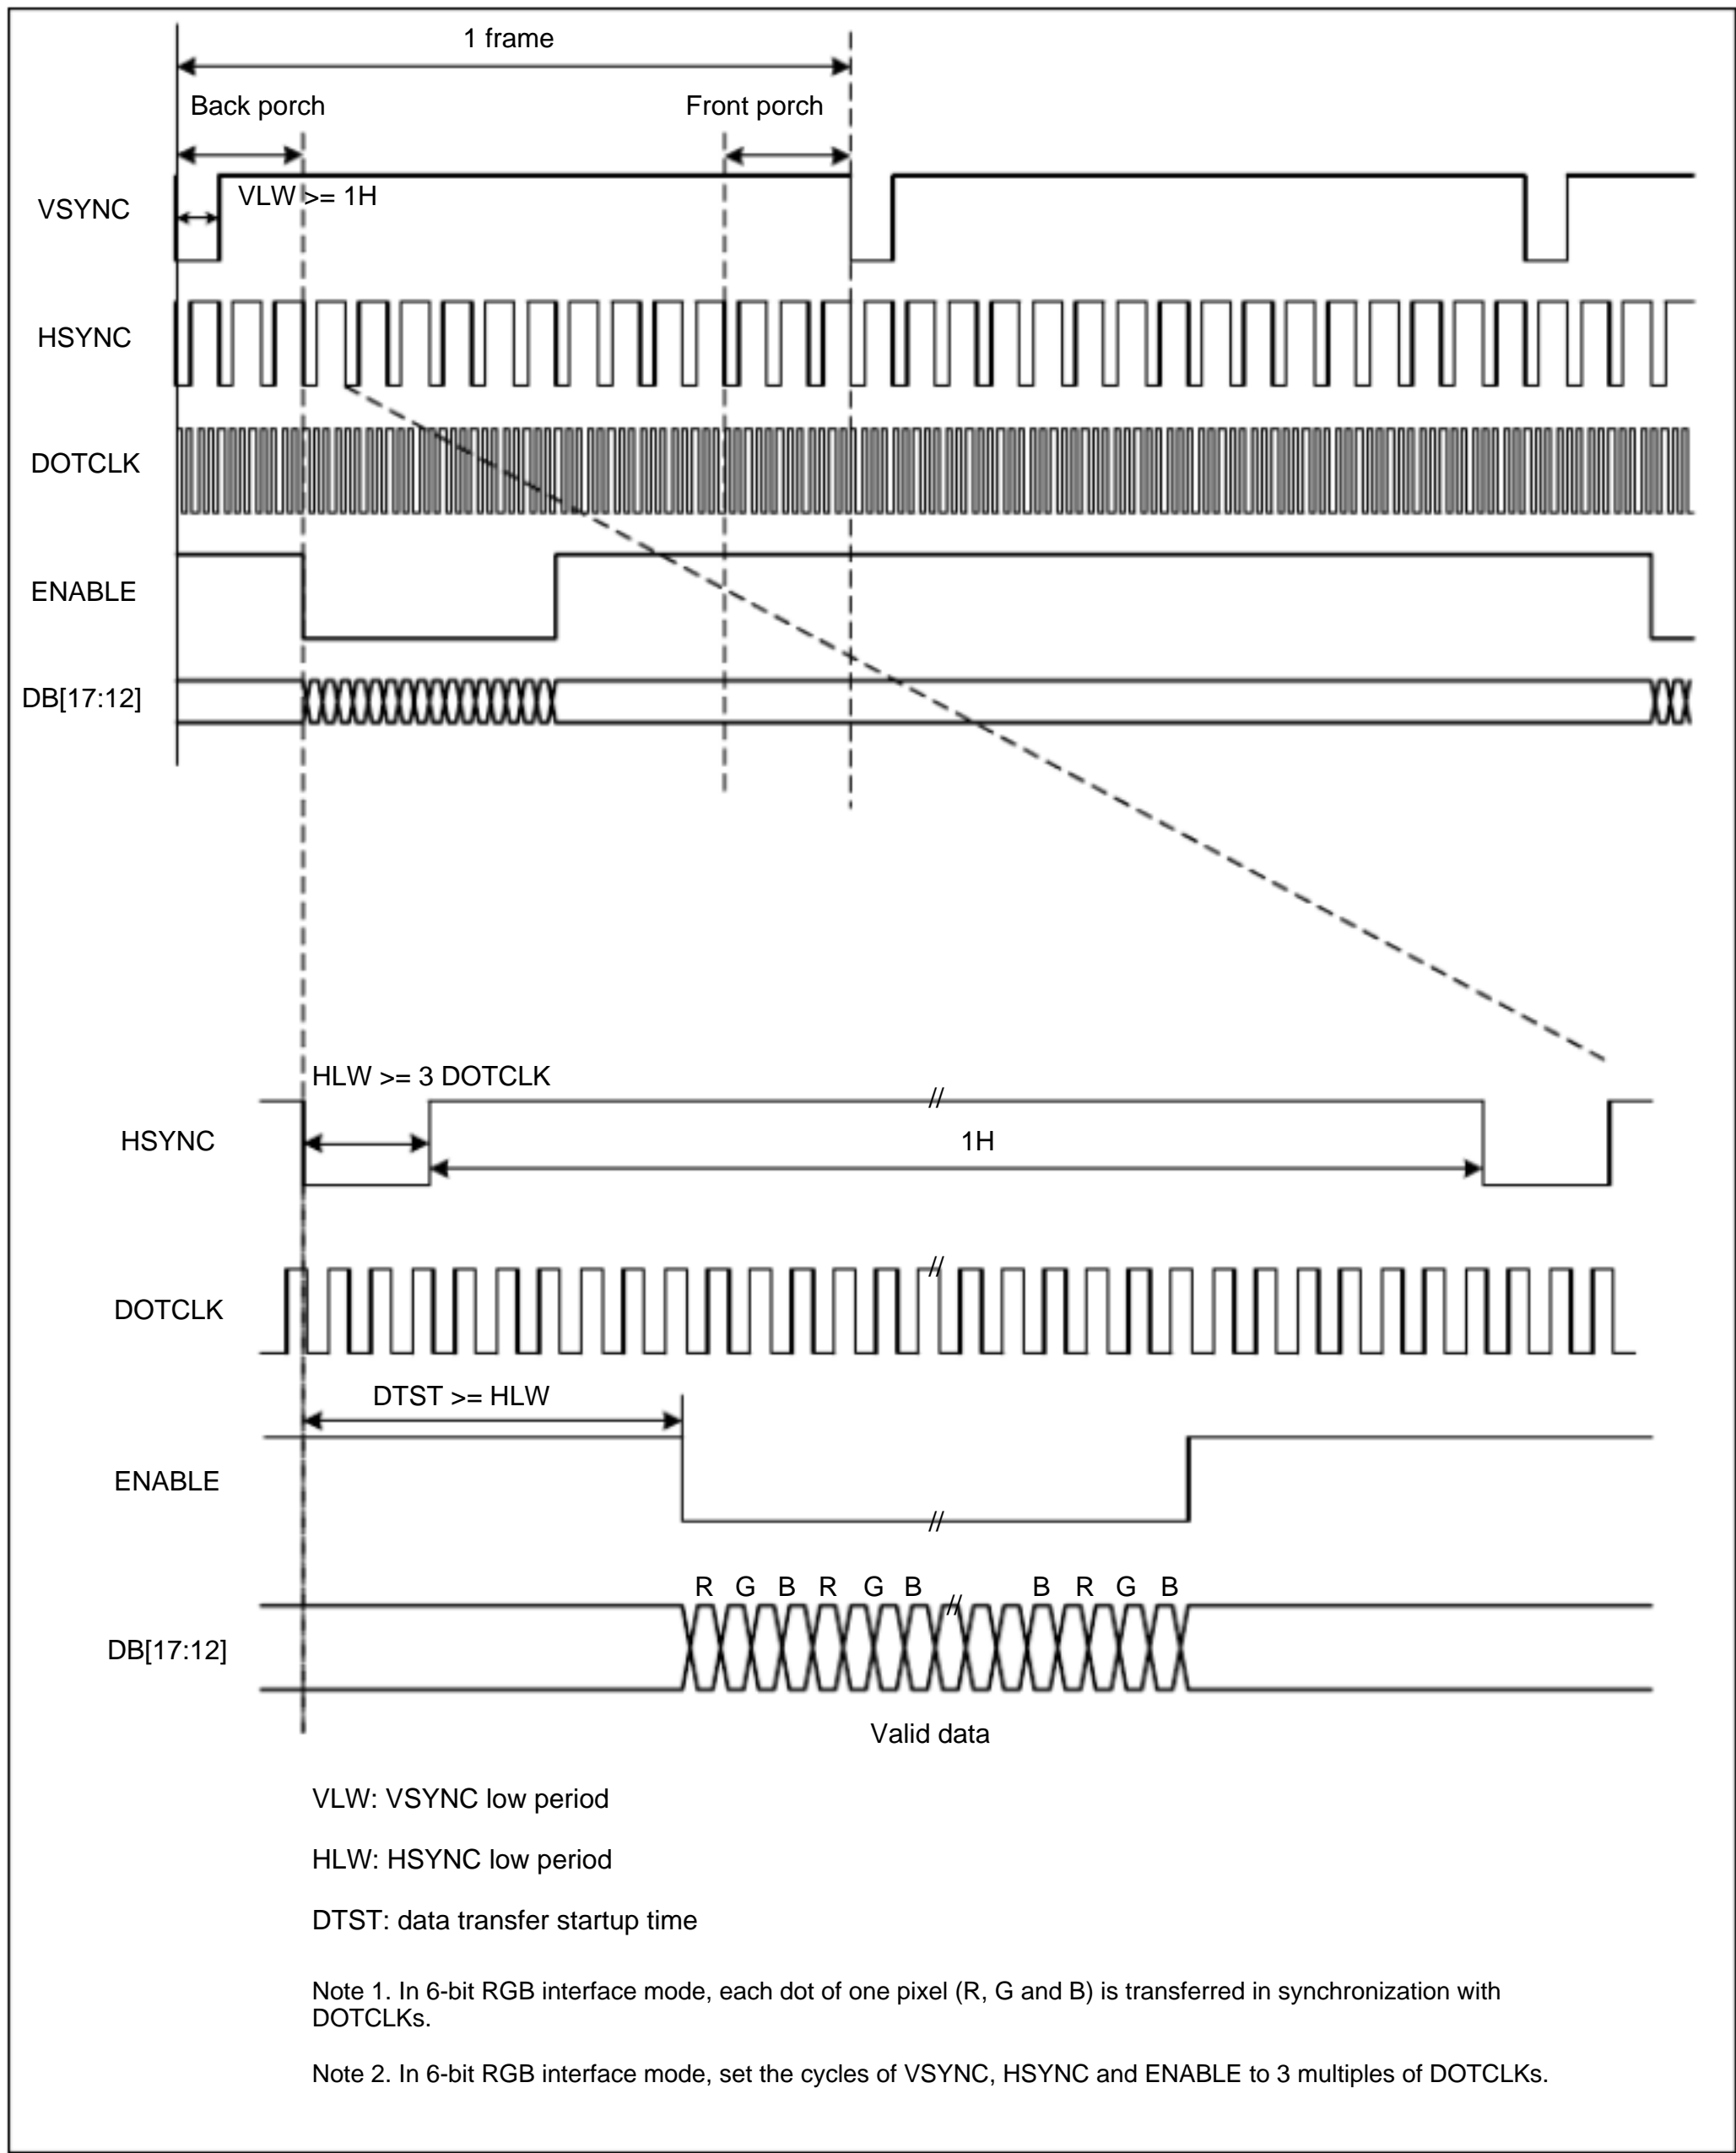 1 frame
Back porch
Front porch
VLW >= 1H
VSYNC
HSYNC
DOTCLK
ENABLE
DB[17:12]
HLW >= 3 DOTCLK
//
HSYNC
1H
//
DOTCLK
DTST >= HLW
ENABLE
//
R G B R G B B R G B
//
DB[17:12]
Valid data
VLW: VSYNC low period
HLW: HSYNC low period
DTST: data transfer startup time
Note 1. In 6-bit RGB interface mode, each dot of one pixel (R, G and B) is transferred in synchronization with
DOTCLKs.
Note 2. In 6-bit RGB interface mode, set the cycles of VSYNC, HSYNC and ENABLE to 3 multiples of DOTCLKs.